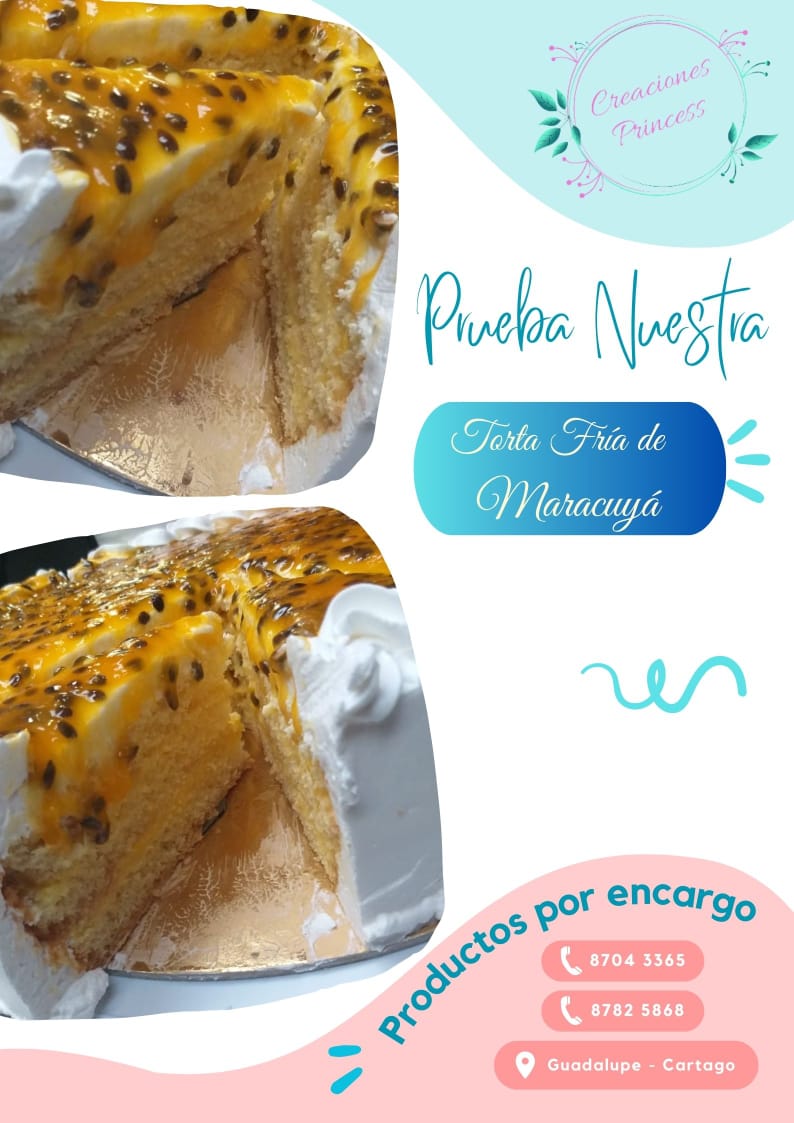 Creaciones
Princess
Prueba Nuestra
Torta Fría de
Maracuyá
Productos por encargo
8704 3365
8782 5868
Guadalupe - Cartago